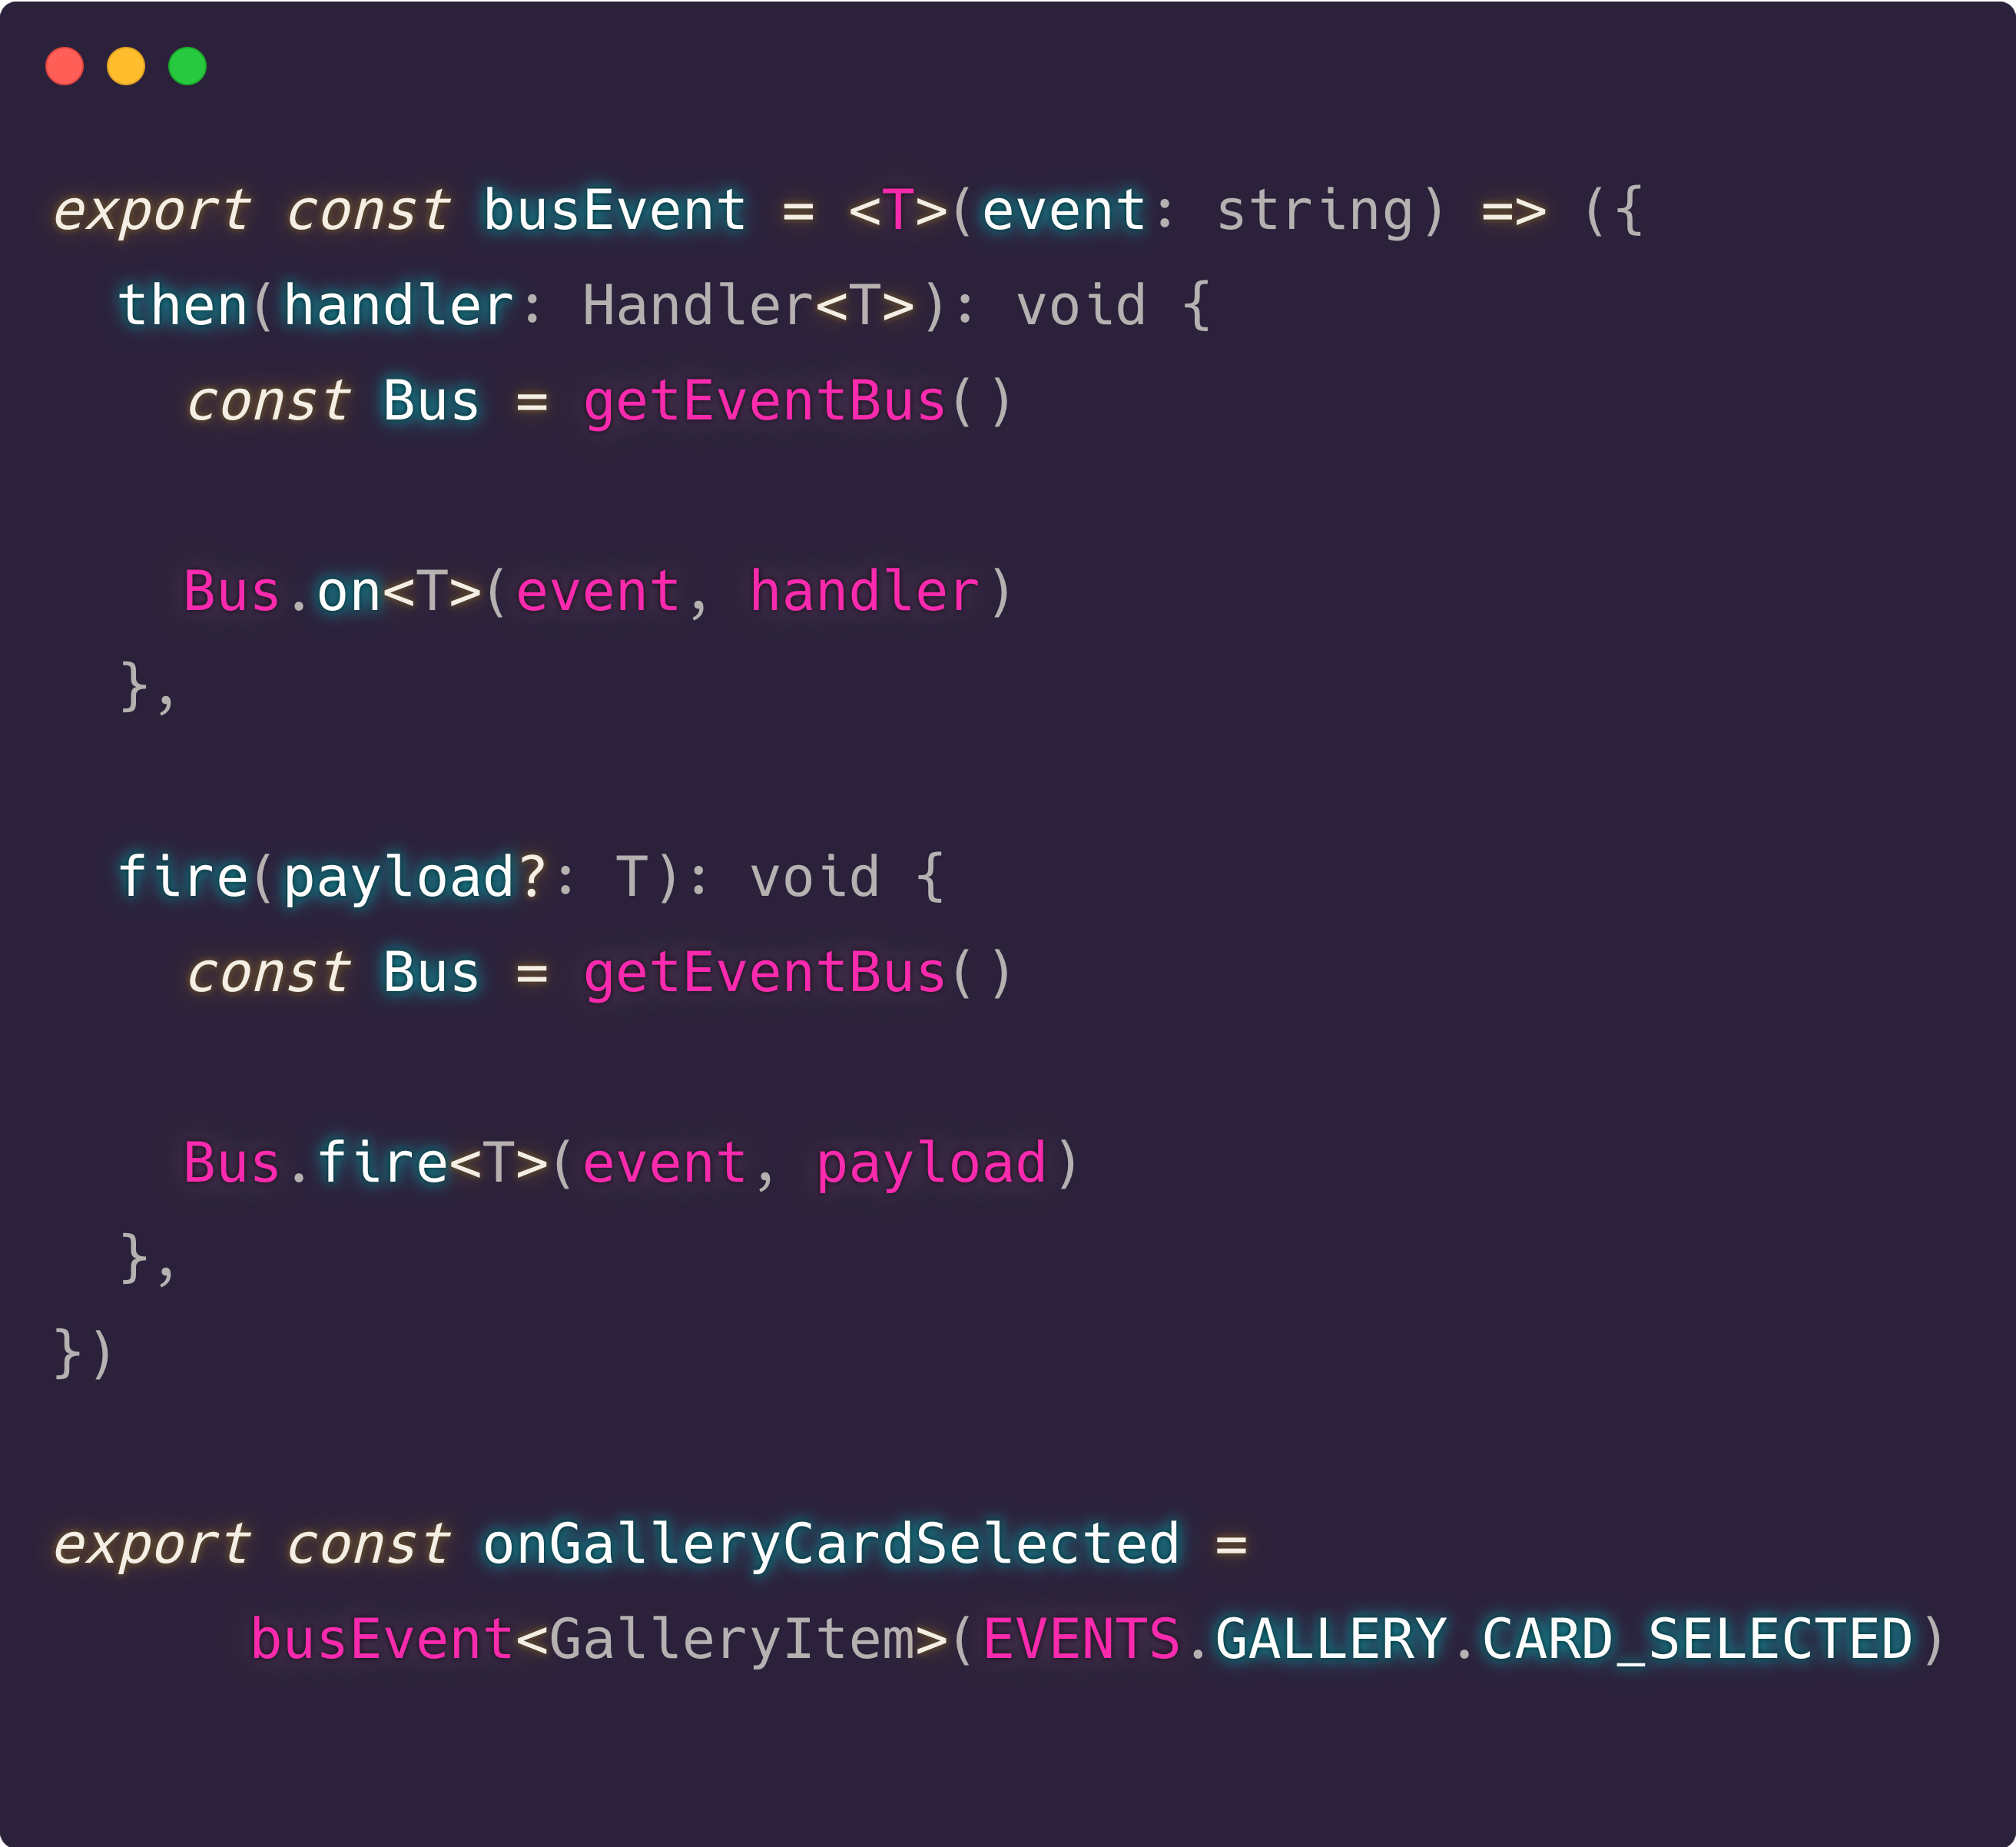 export const busEvent = <T>(event: string) => ({
  then(handler: Handler<T>): void {
    const Bus = getEventBus()

    Bus.on<T>(event, handler)
  },

  fire(payload?: T): void {
    const Bus = getEventBus()

    Bus.fire<T>(event, payload)
  },
})

export const onGalleryCardSelected =
      busEvent<GalleryItem>(EVENTS.GALLERY.CARD_SELECTED)